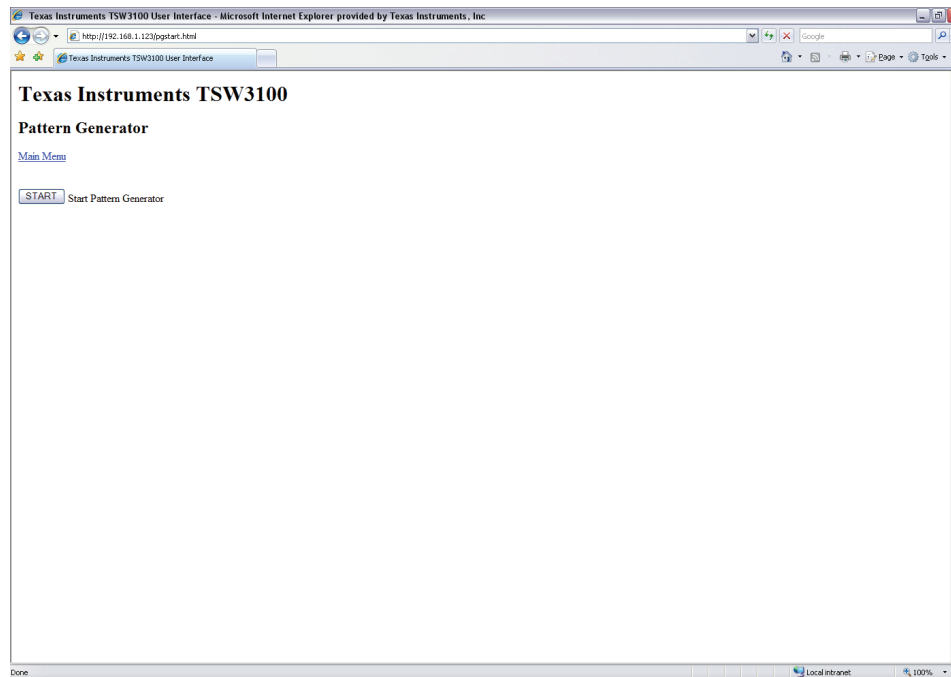 Texas Instruments TSW3100 User Interface - Microsoft Internet Explorer provided by Texas Instruments, Inc
http://192.168.1.123/pgstart.html
Google
Texas Instruments TSW3100 User Interface
Page
Tools
Texas Instruments TSW3100
Pattern Generator
Main Menu
START Start Pattern Generator
Done
Local intranet
100%